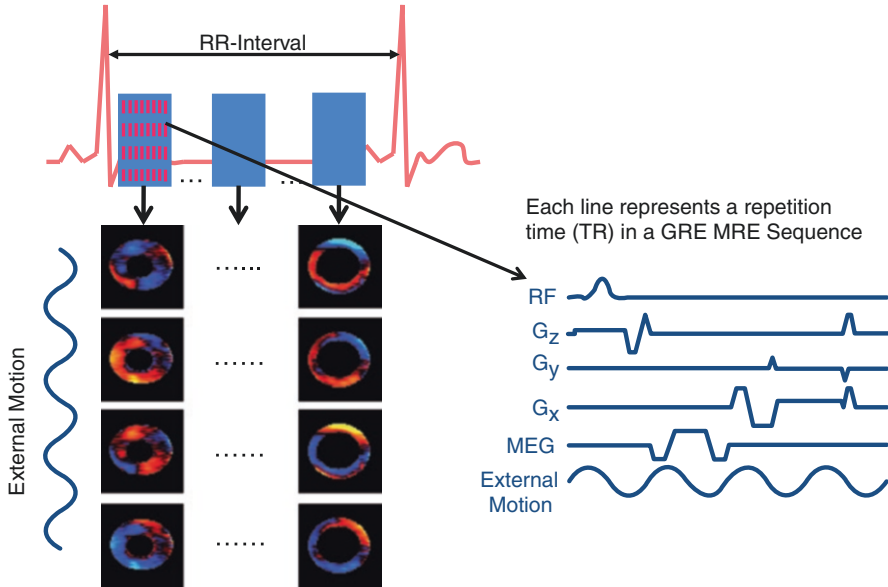 RR-Interval
... ...
Each line represents a repetition
time (TR) in a GRE MRE Sequence
External Motion
.......
......
......
......
RF
Gz
Gy
Gx
MEG
External
Motion